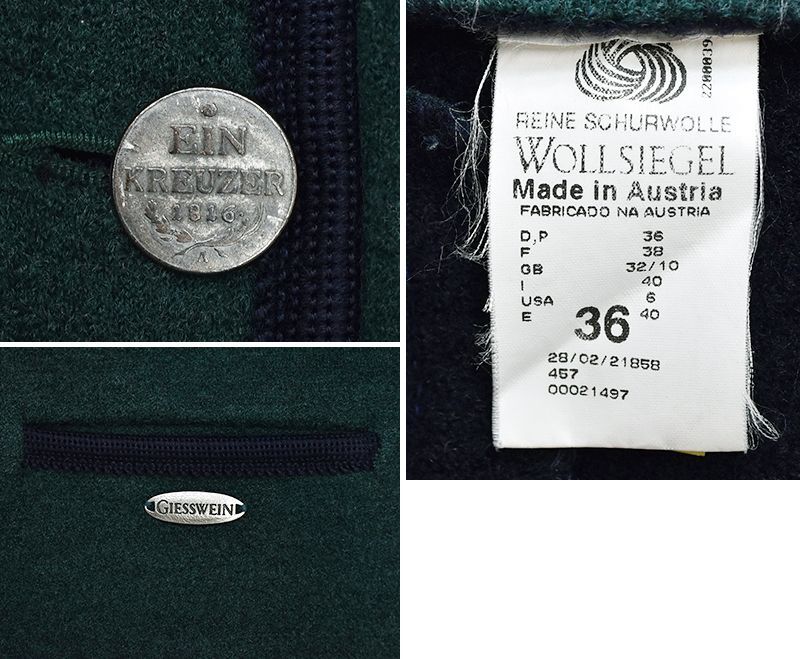 EIN
KREUZER
1816.
A
GIESSWEIN
REINE SCHURWOLLE
WOLLSIEGEL
Made in Austria
FABRICADO NA AUSTRIA
D,P 36
F 38
GB 32/10
I 40
USA 6
E 40
36
28/02/21858
457
00021497